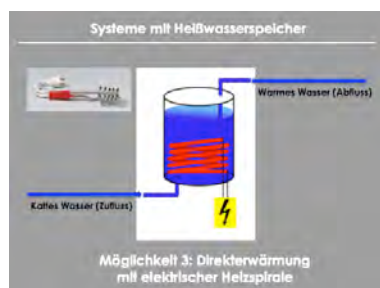 Systeme mit Heißwasserspeicher
Warmes Wasser (Abfluss)
Kaltes Wasser (Zufluss)
Möglichkeit 3: Direkterwärmung
mit elektrischer Heizspirale